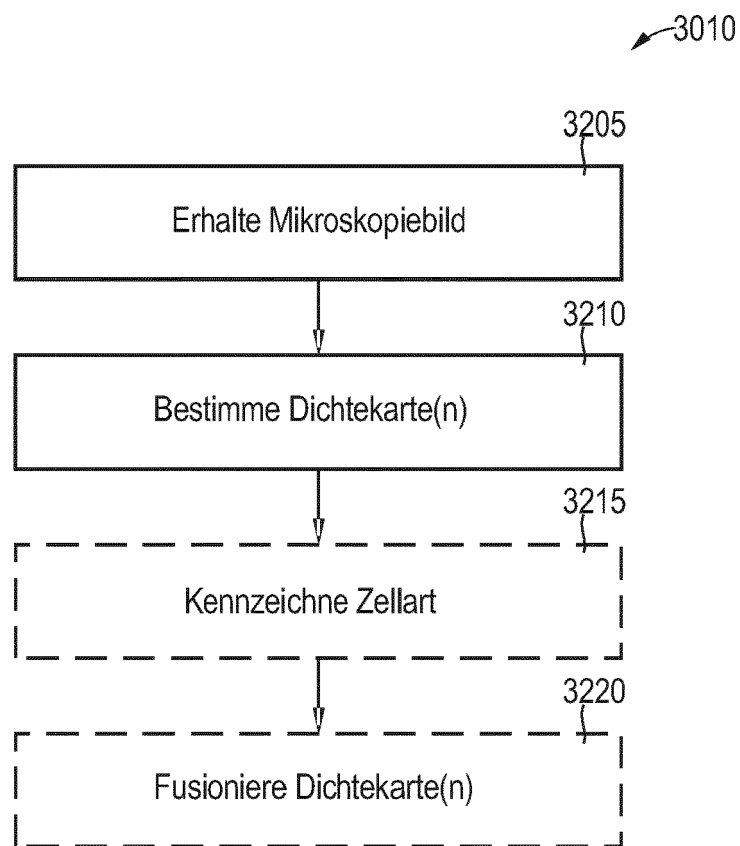 3010
3205
Erhalte Mikroskopiebild
3210
Bestimme Dichtekarte(n)
3215
Kennzeichne Zellart
3220
Fusioniere Dichtekarte(n)